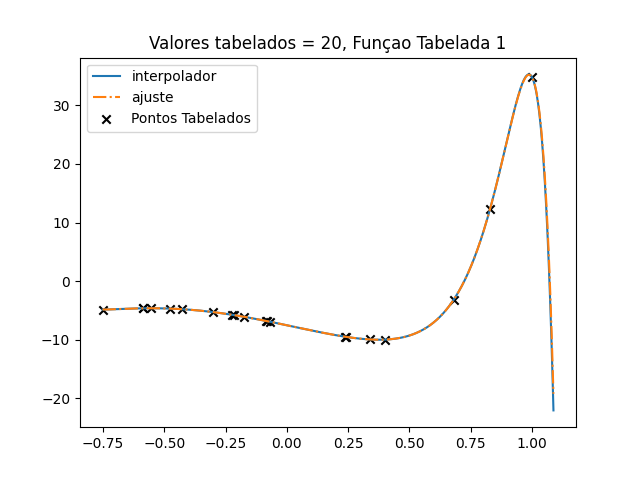 Valores tabelados = 20, Funçao Tabelada 1
interpolador
ajuste
Pontos Tabelados
30
20
10
0
−10
−20
−0.75 −0.50 −0.25 0.00 0.25 0.50 0.75 1.00